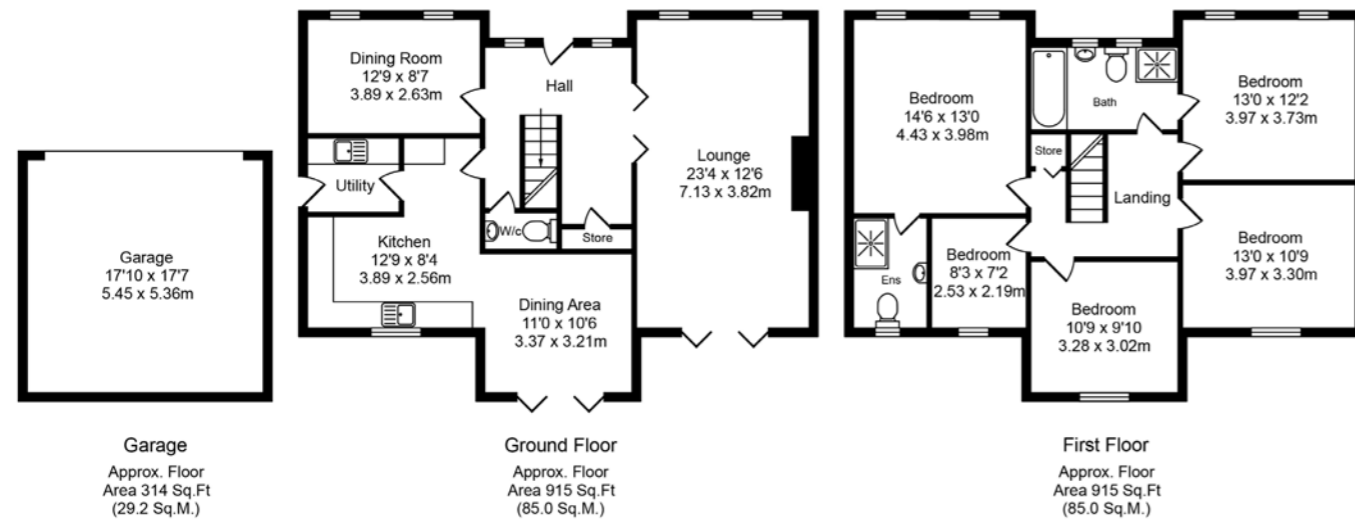 Garage
17'10 x 17'7
5.45 x 5.36m
Garage
Approx. Floor
Area 314 Sq.Ft
(29.2 Sq.M.)
Dining Room
12'9 x 8'7
3.89 x 2.63m
Hall
Utility
Lounge
23'4 x 12'6
7.13 x 3.82m
W/c
Store
Kitchen
12'9 x 8'4
3.89 x 2.56m
Dining Area
11'0 x 10'6
3.37 x 3.21m
Ground Floor
Approx. Floor
Area 915 Sq.Ft
(85.0 Sq.M.)
Bedroom
14'6 x 13'0
4.43 x 3.98m
Bath
Bedroom
13'0 x 12'2
3.97 x 3.73m
Store
Landing
Ens
Bedroom
8'3 x 7'2
2.53 x 2.19m
Bedroom
13'0 x 10'9
3.97 x 3.30m
Bedroom
10'9 x 9'10
3.28 x 3.02m
First Floor
Approx. Floor
Area 915 Sq.Ft
(85.0 Sq.M.)